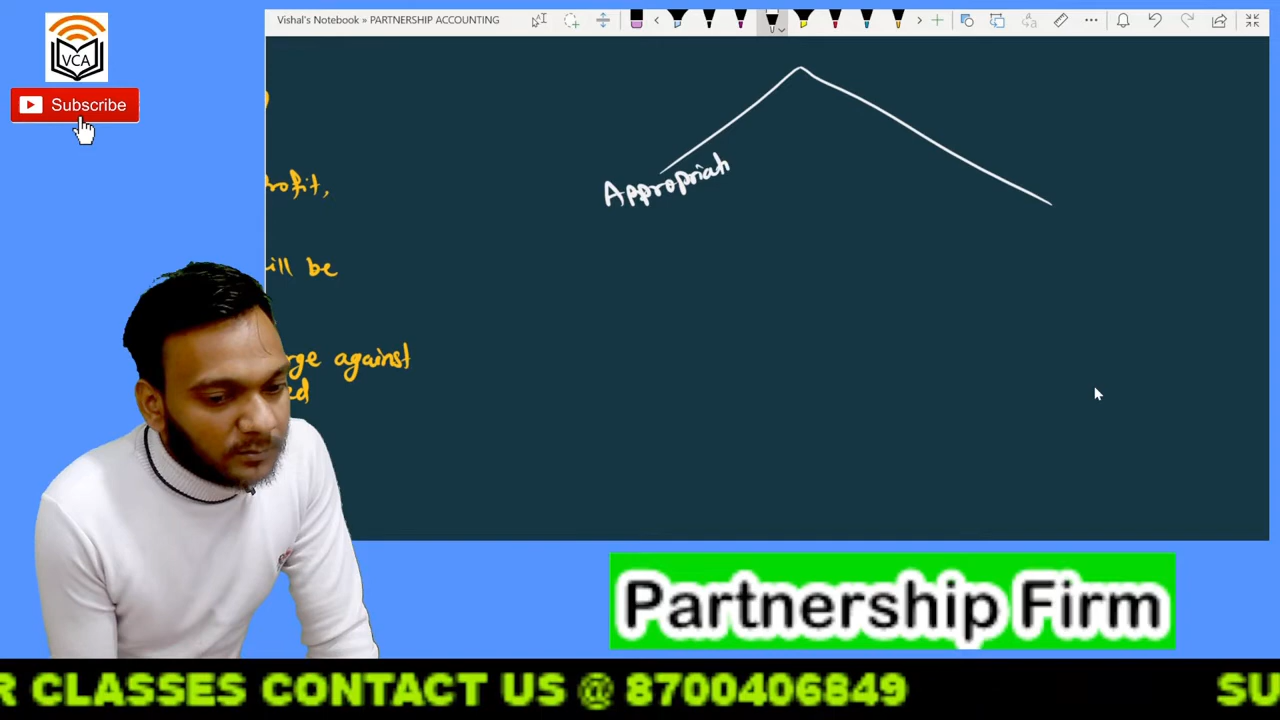 Vishal's Notebook » PARTNERSHIP ACCOUNTING
VCA
Subscribe
Appropriati
rofit,
ill be
rge against
ed
Partnership Firm
R CLASSES CONTACT US @ 8700406849
SU